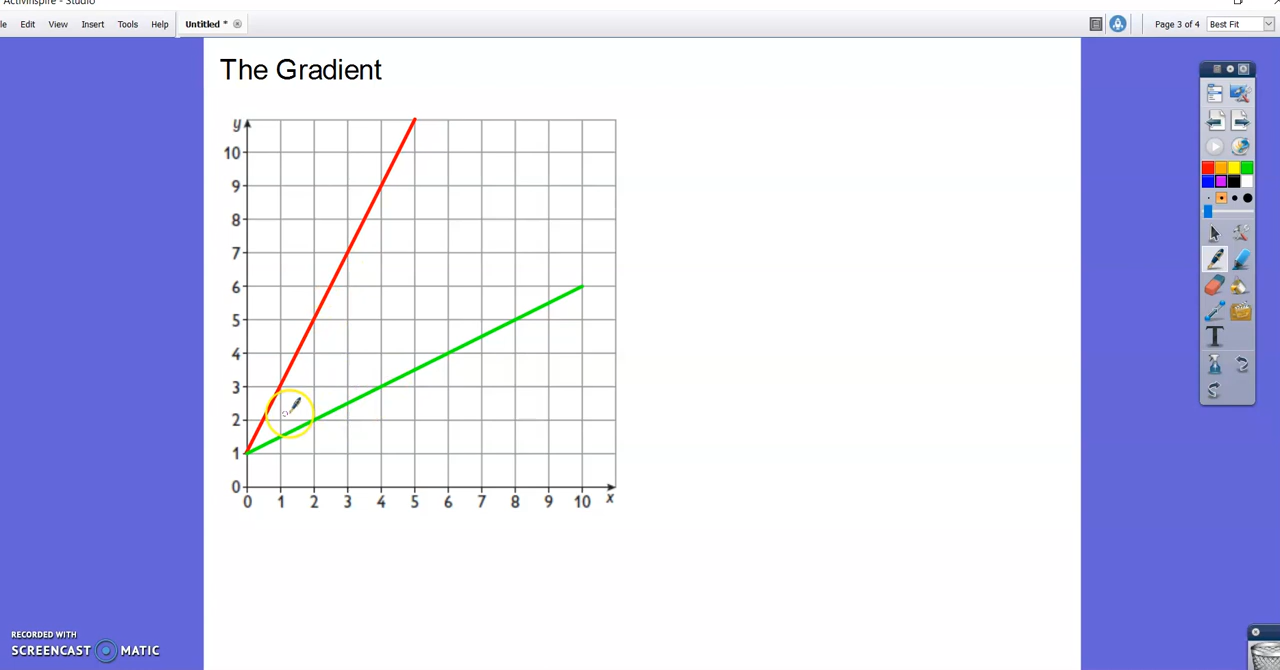 ActivInspire - Studio
le Edit View Insert Tools Help Untitled * Page 3 of 4 Best Fit
The Gradient
y
10
9
8
7
6
5
4
3
2
1
0
0 1 2 3 4 5 6 7 8 9 10 x
T
RECORDED WITH
SCREENCAST MATIC